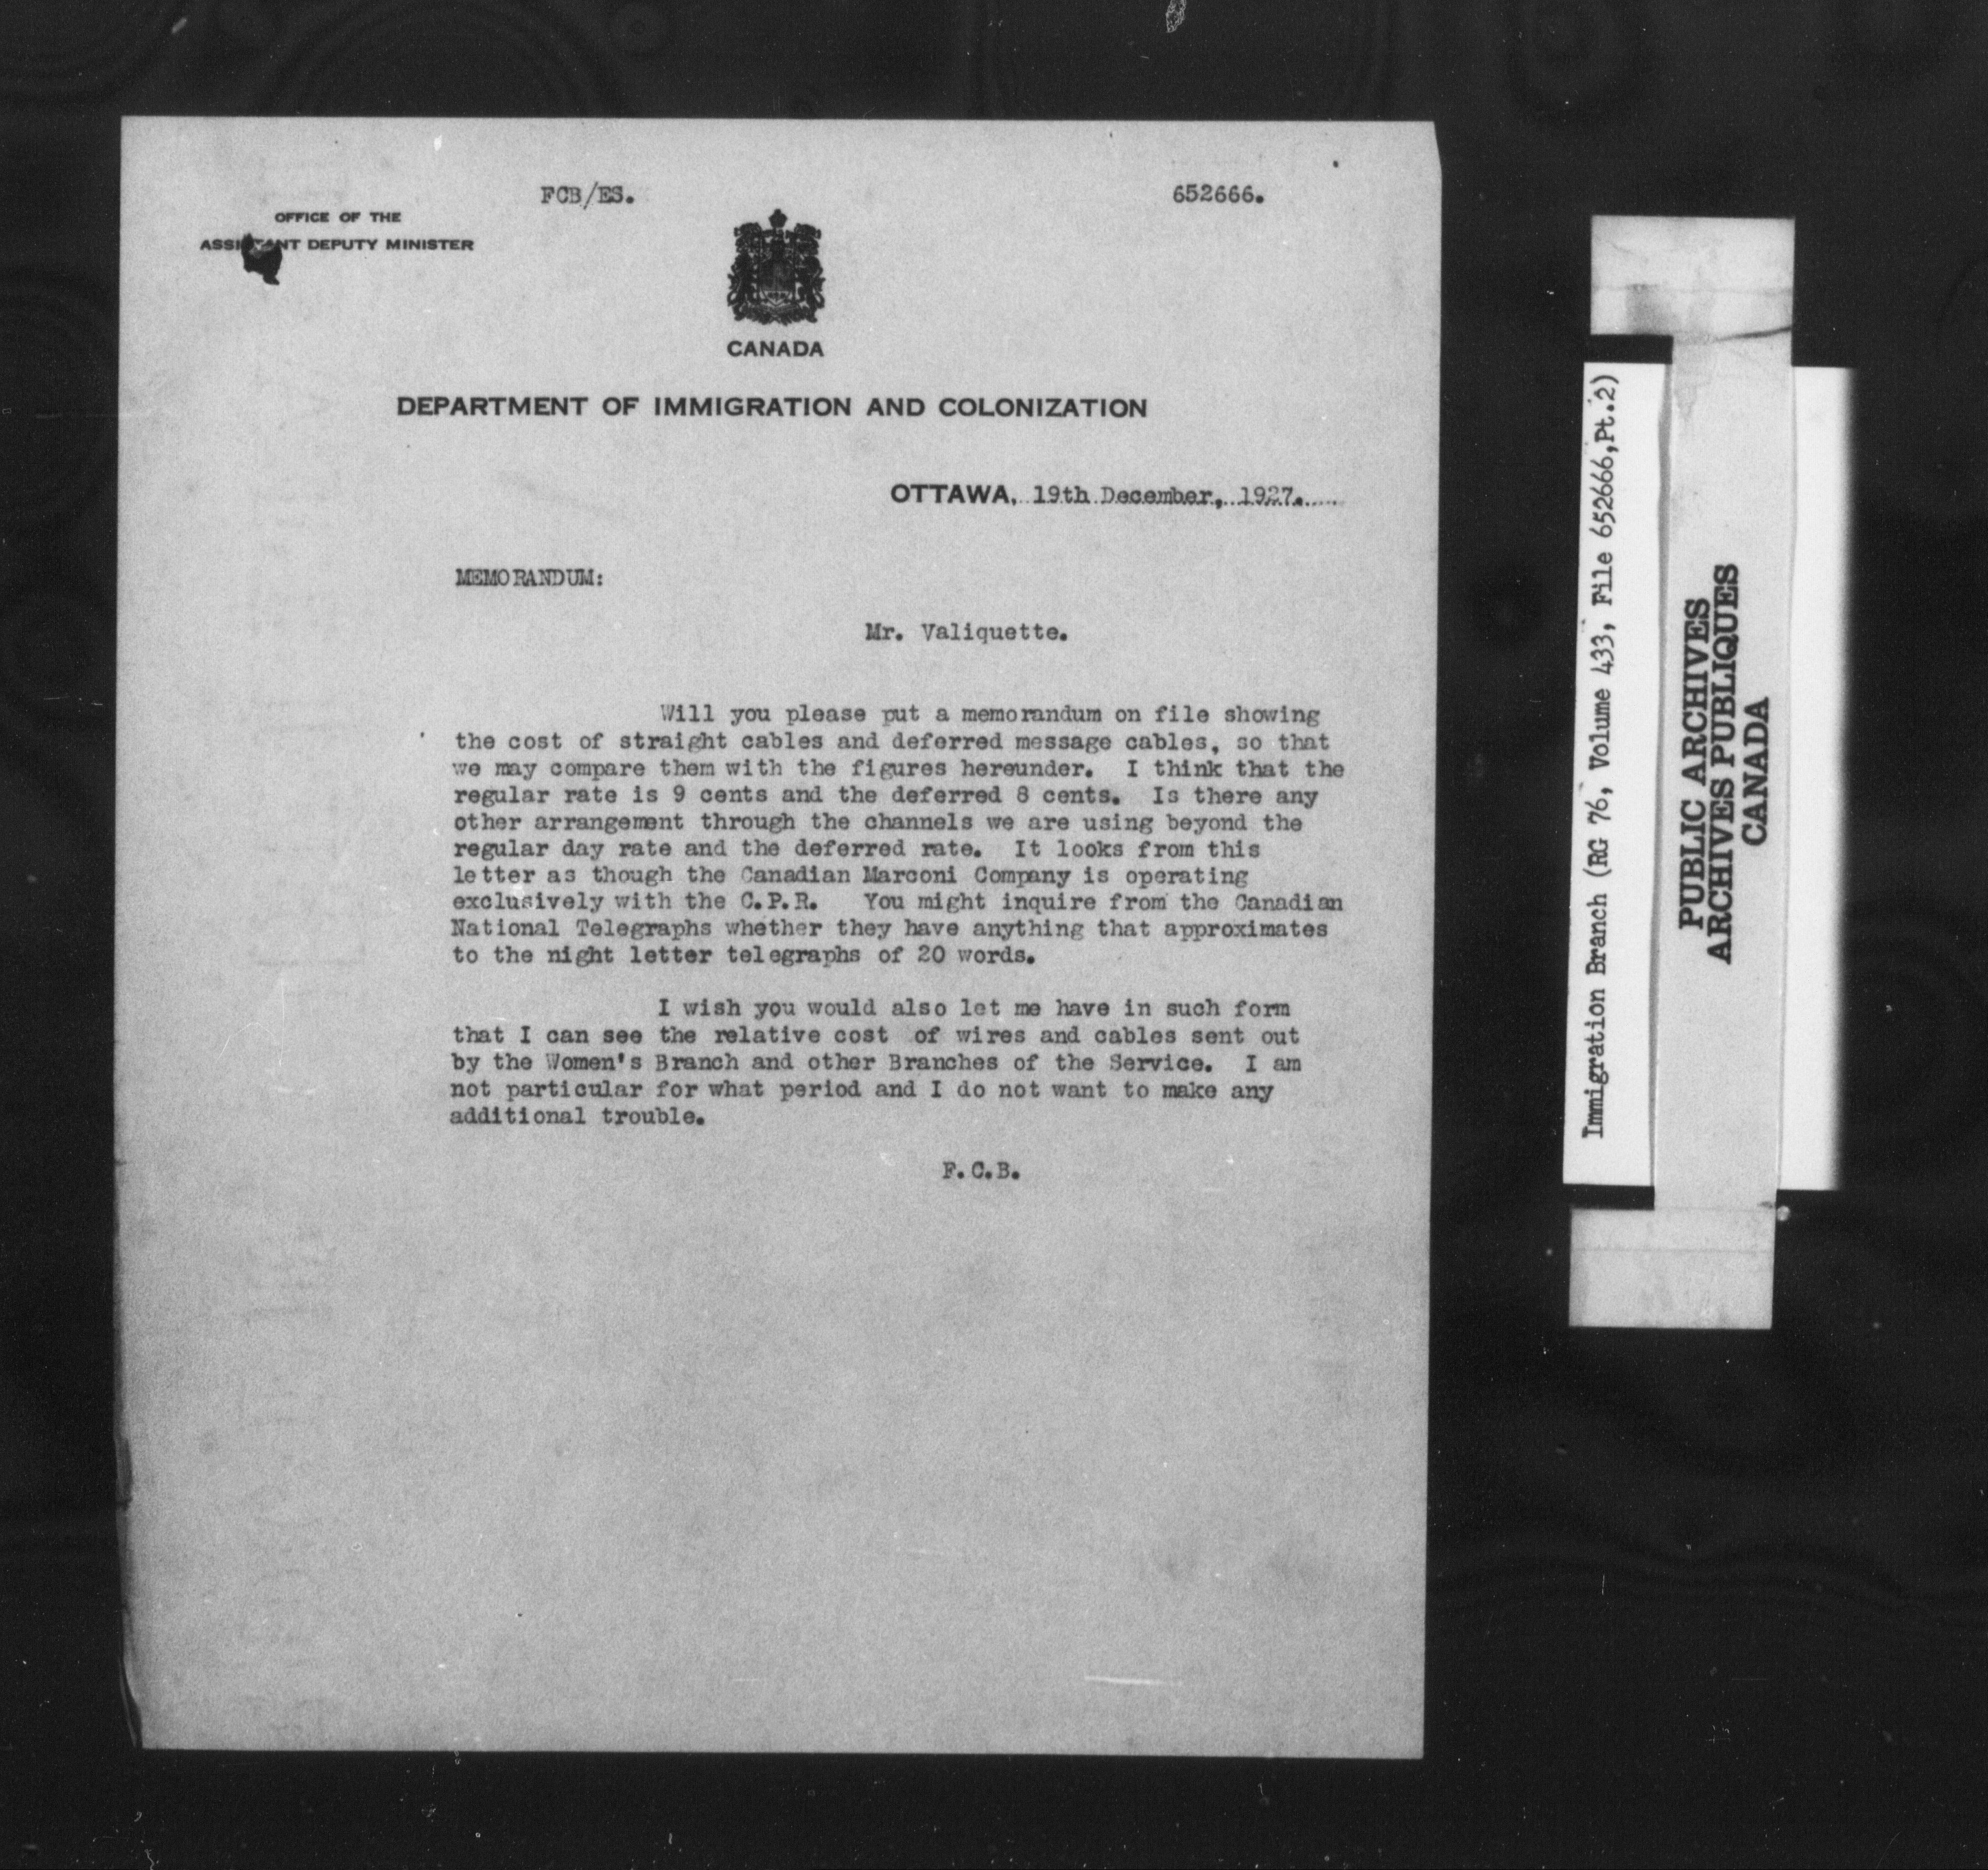 FCB/ES.
652666.
OFFICE OF THE
ASSISTANT DEPUTY MINISTER
CANADA
DEPARTMENT OF IMMIGRATION AND COLONIZATION
OTTAWA, 19th December, 1927.
MEMORANDUM:
Mr. Valiquette.
Will you please put a memorandum on file showing
the cost of straight cables and deferred message cables, so that
we may compare them with the figures hereunder. I think that the
regular rate is 9 cents and the deferred 8 cents. Is there any
other arrangement through the channels we are using beyond the
regular day rate and the deferred rate. It looks from this
letter as though the Canadian Marconi Company is operating
exclusively with the C.P.R. You might inquire from the Canadian
National Telegraphs whether they have anything that approximates
to the night letter telegraphs of 20 words.
I wish you would also let me have in such form
that I can see the relative cost of wires and cables sent out
by the Women's Branch and other Branches of the Service. I am
not particular for what period and I do not want to make any
additional trouble.
F.C.B.
Immigration Branch (RG 76, Volume 433, File 652666,Pt.2)
PUBLIC ARCHIVES
ARCHIVES PUBLIQUES
CANADA